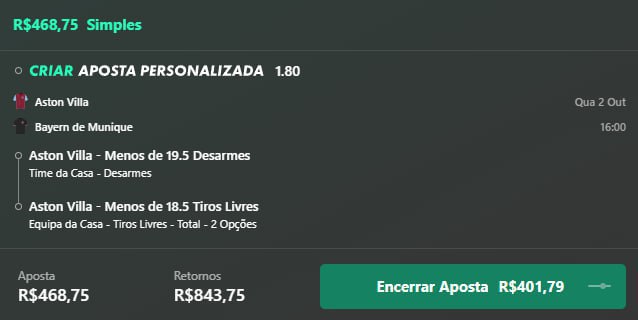 R$468,75 Simples
CRIAR APOSTA PERSONALIZADA 1.80
Aston Villa Qua 2 Out
Bayern de Munique 16:00
Aston Villa - Menos de 19.5 Desarmes
Time da Casa - Desarmes
Aston Villa - Menos de 18.5 Tiros Livres
Equipa da Casa - Tiros Livres - Total - 2 Opções
Aposta Retornos
R$468,75 R$843,75 Encerrar Aposta R$401,79